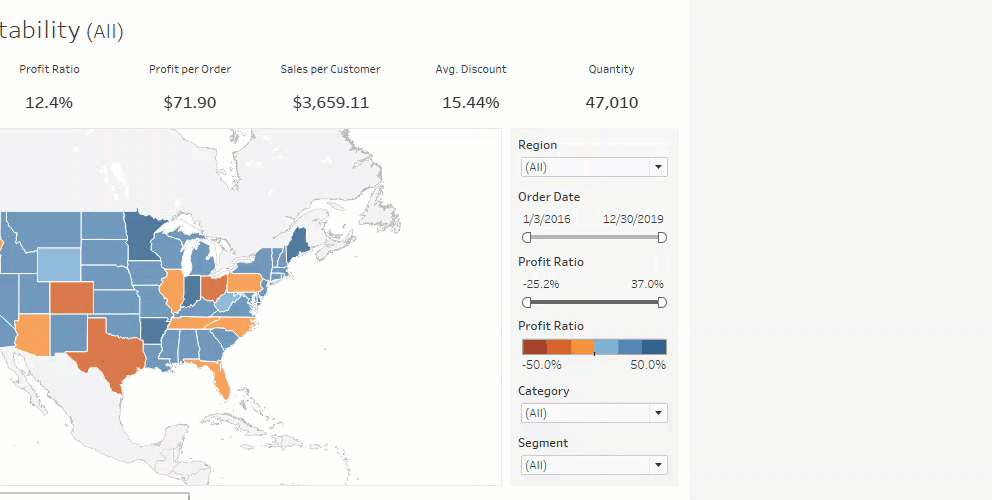 tability (All)
Profit Ratio Profit per Order Sales per Customer Avg. Discount Quantity
12.4% $71.90 $3,659.11 15.44% 47,010
Region
(All)
Order Date
1/3/2016 12/30/2019
Profit Ratio
-25.2% 37.0%
Profit Ratio
-50.0% 50.0%
Category
(All)
Segment
(All)